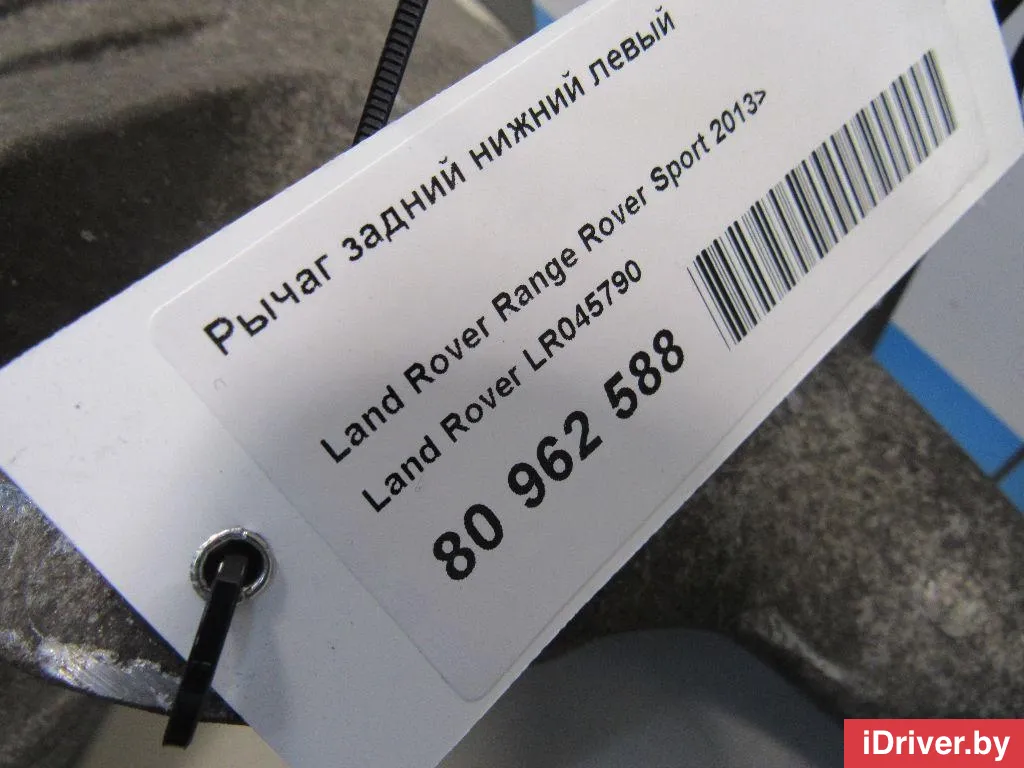 Рычаг задний нижний левый
Land Rover Range Rover Sport 2013>
Land Rover LR045790
80 962 588
iDriver.by